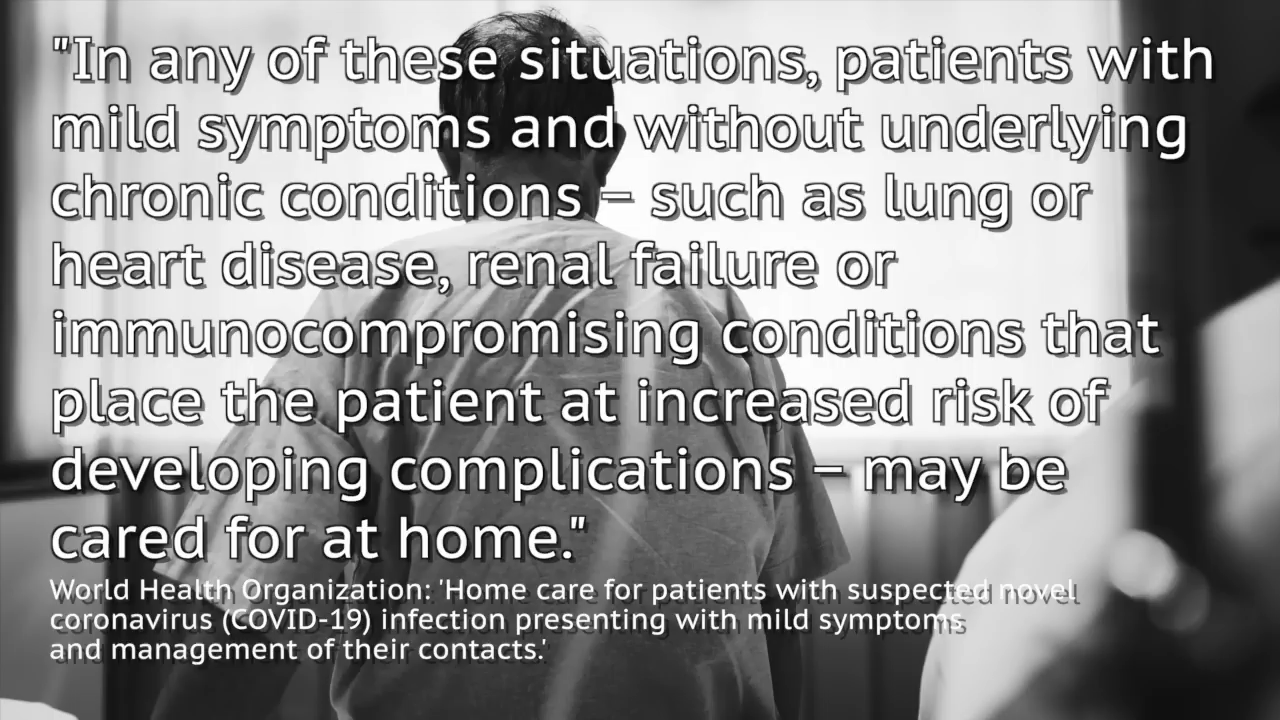 "In any of these situations, patients with
mild symptoms and without underlying
chronic conditions – such as lung or
heart disease, renal failure or
immunocompromising conditions that
place the patient at increased risk of
developing complications – may be
cared for at home."
World Health Organization: 'Home care for patients with suspected novel
coronavirus (COVID-19) infection presenting with mild symptoms
and management of their contacts.'